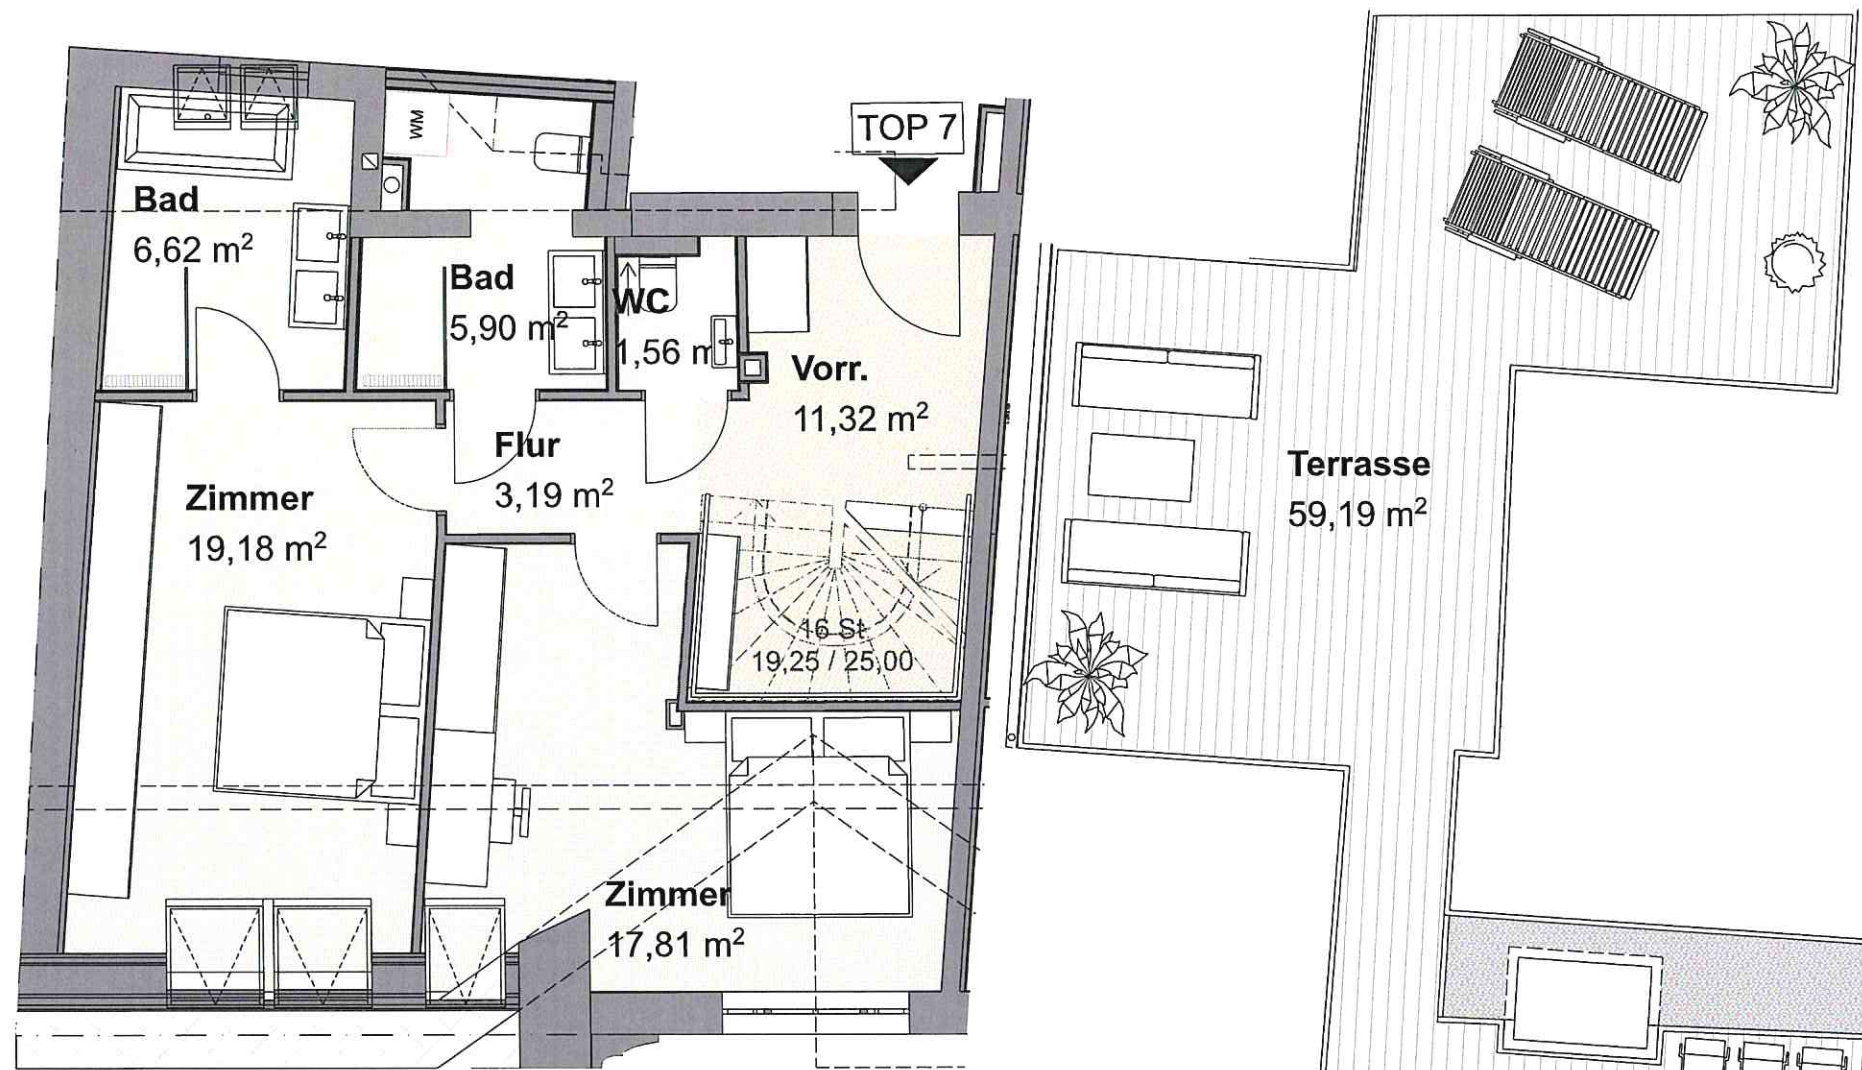 TOP 7
WM
Bad
6,62 m²
Bad
5,90 m²
WC
1,56 m
Vorr.
11,32 m²
Flur
3,19 m²
Zimmer
19,18 m²
Terrasse
59,19 m²
16 St
19,25 / 25,00
Zimmer
17,81 m²